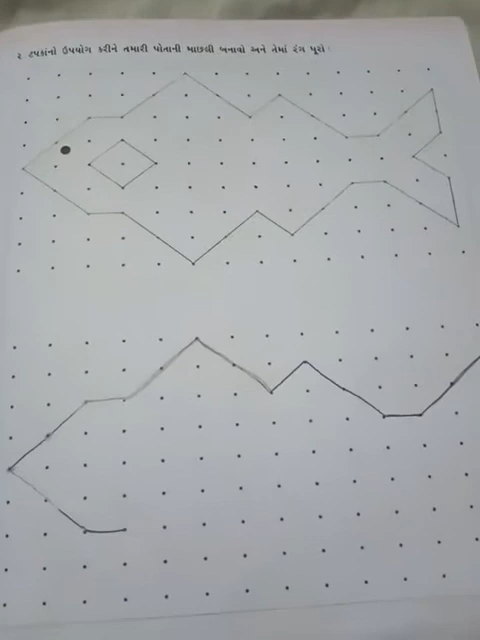 ૨ ટપકાંનો ઉપયોગ કરીને તમારી પોતાની માછલી બનાવો અને તેમાં રંગ પૂરો :